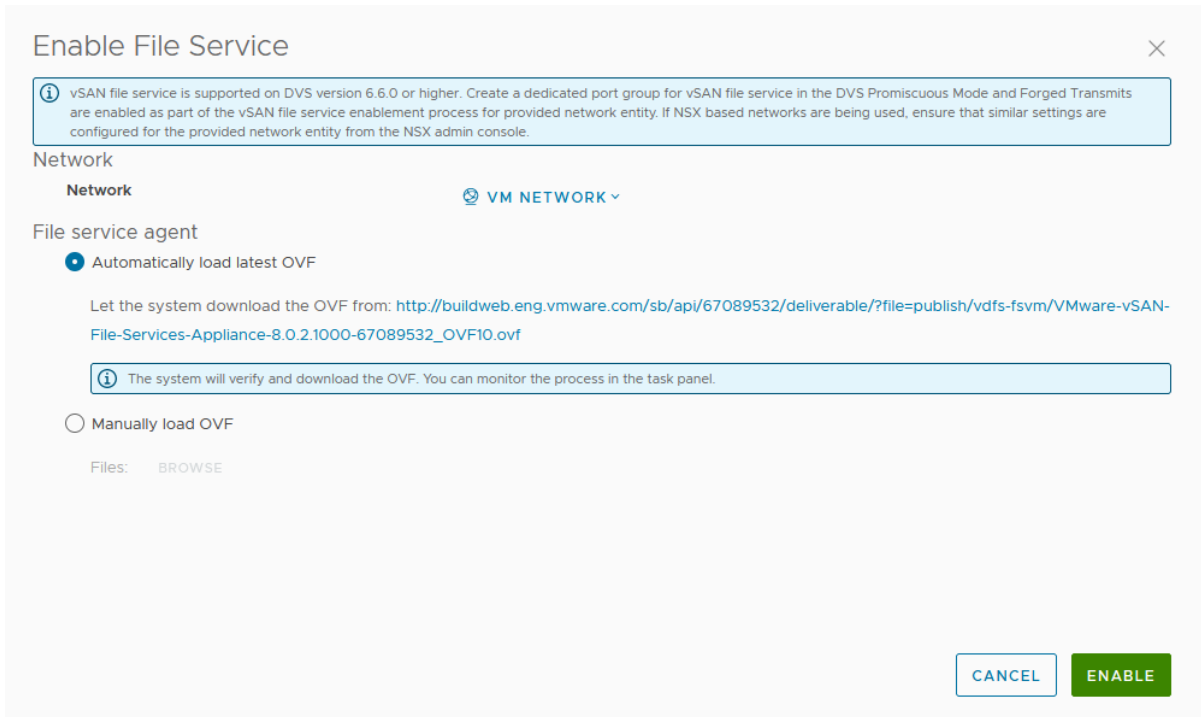 Enable File Service
vSAN file service is supported on DVS version 6.6.0 or higher. Create a dedicated port group for vSAN file service in the DVS Promiscuous Mode and Forged Transmits
are enabled as part of the vSAN file service enablement process for provided network entity. If NSX based networks are being used, ensure that similar settings are
configured for the provided network entity from the NSX admin console.
Network
Network
VM NETWORK
File service agent
Automatically load latest OVF
Let the system download the OVF from: http://buildweb.eng.vmware.com/sb/api/67089532/deliverable/?file=publish/vdfs-fsvm/VMware-vSAN-
File-Services-Appliance-8.0.2.1000-67089532_OVF10.ovf
The system will verify and download the OVF. You can monitor the process in the task panel.
Manually load OVF
Files: BROWSE
CANCEL ENABLE